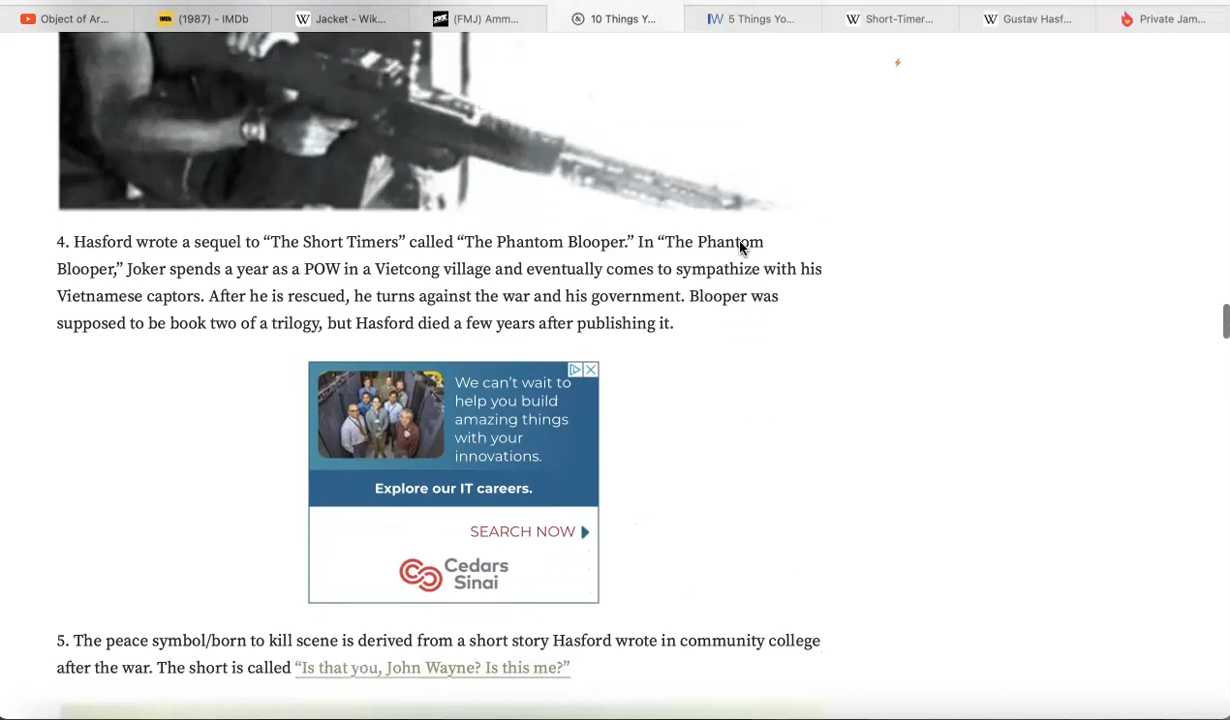 Object of Ar...
(1987) - IMDb
Jacket - Wik...
(FMJ) Amm...
10 Things Y...
5 Things Yo...
Short-Timer...
Gustav Hasf...
Private Jam...
4. Hasford wrote a sequel to “The Short Timers” called “The Phantom Blooper.” In “The Phantom
Blooper,” Joker spends a year as a POW in a Vietcong village and eventually comes to sympathize with his
Vietnamese captors. After he is rescued, he turns against the war and his government. Blooper was
supposed to be book two of a trilogy, but Hasford died a few years after publishing it.
We can’t wait to
help you build
amazing things
with your
innovations.
Explore our IT careers.
SEARCH NOW
Cedars
Sinai
5. The peace symbol/born to kill scene is derived from a short story Hasford wrote in community college
after the war. The short is called “Is that you, John Wayne? Is this me?”